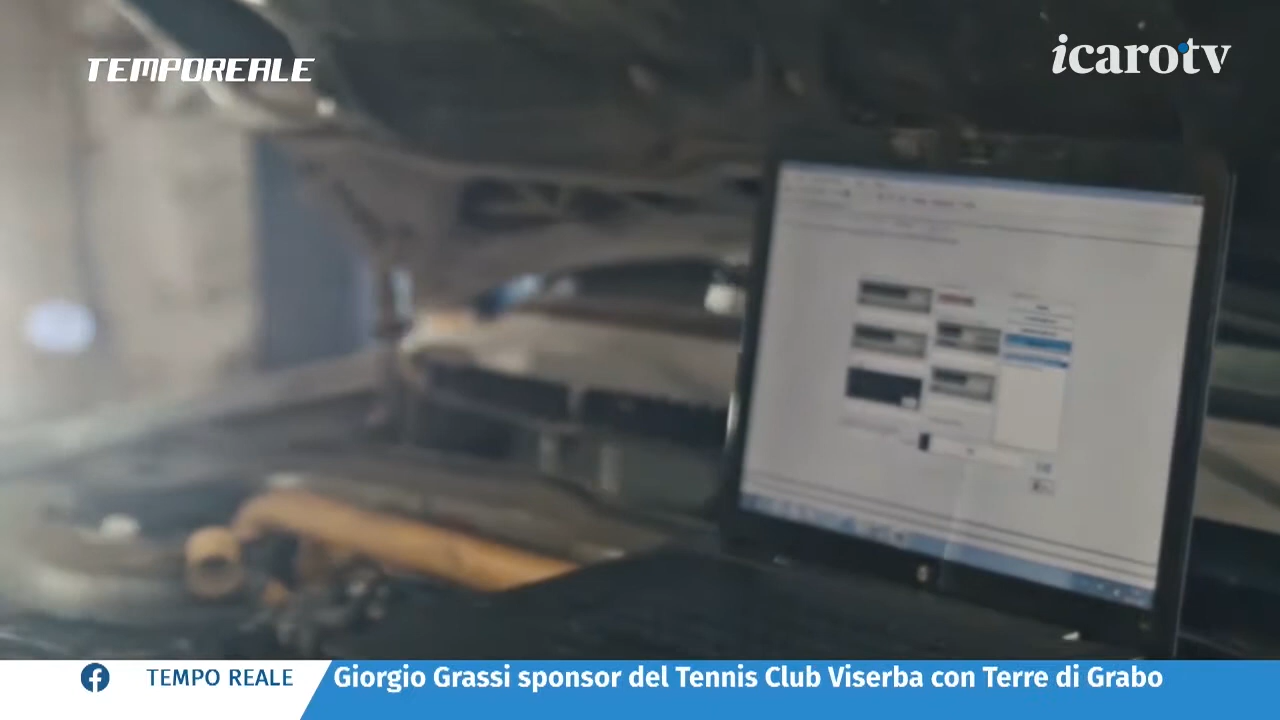 TEMPOREALE
icarotv
TEMPO REALE
Giorgio Grassi sponsor del Tennis Club Viserba con Terre di Grabo